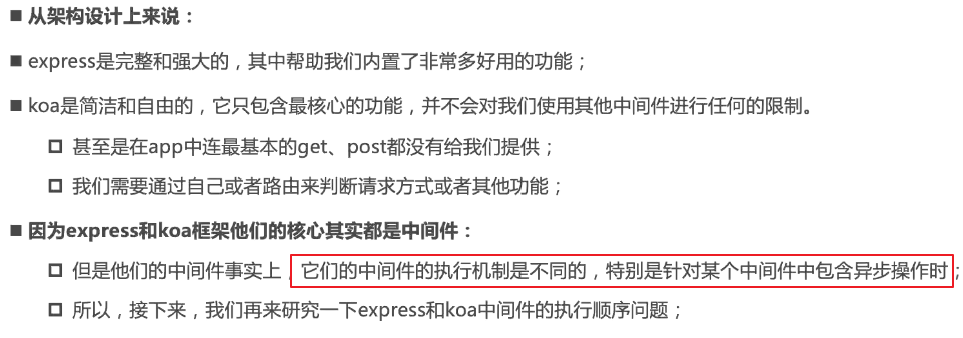 ■ 从架构设计上来说：
■ express是完整和强大的，其中帮助我们内置了非常多好用的功能；
■ koa是简洁和自由的，它只包含最核心的功能，并不会对我们使用其他中间件进行任何的限制。
□ 甚至是在app中连最基本的get、post都没有给我们提供；
□ 我们需要通过自己或者路由来判断请求方式或者其他功能；
■ 因为express和koa框架他们的核心其实都是中间件：
□ 但是他们的中间件事实上，它们的中间件的执行机制是不同的，特别是针对某个中间件中包含异步操作时；
□ 所以，接下来，我们再来研究一下express和koa中间件的执行顺序问题；